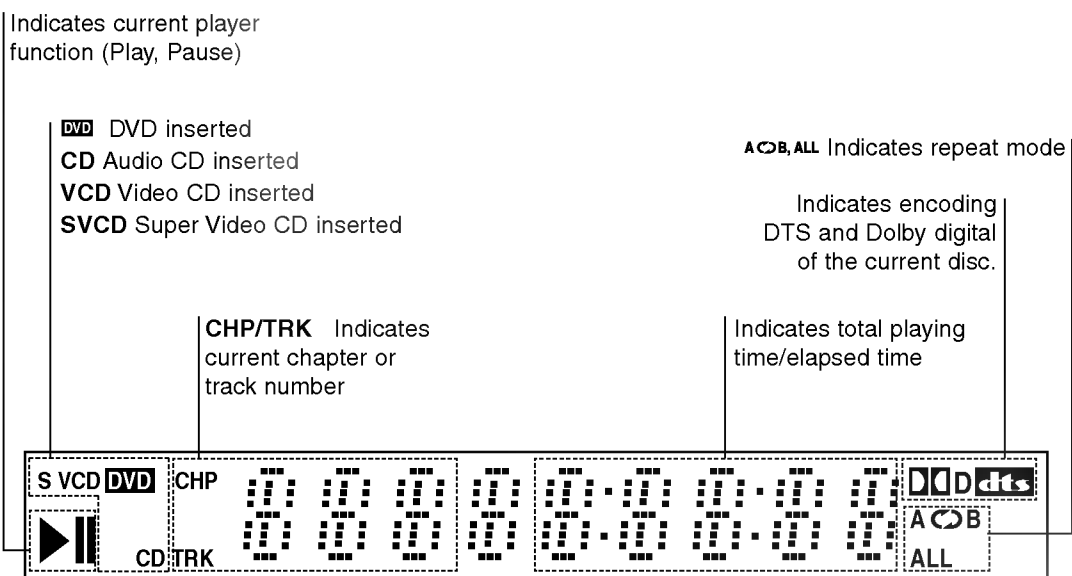 Indicates current player
function (Play, Pause)
DVD DVD inserted
CD Audio CD inserted
VCD Video CD inserted
SVCD Super Video CD inserted
A B, ALL Indicates repeat mode
Indicates encoding
DTS and Dolby digital
of the current disc.
CHP/TRK Indicates
current chapter or
track number
Indicates total playing
time/elapsed time
S VCD DVD CHP
D dts
A B
CD TRK
ALL